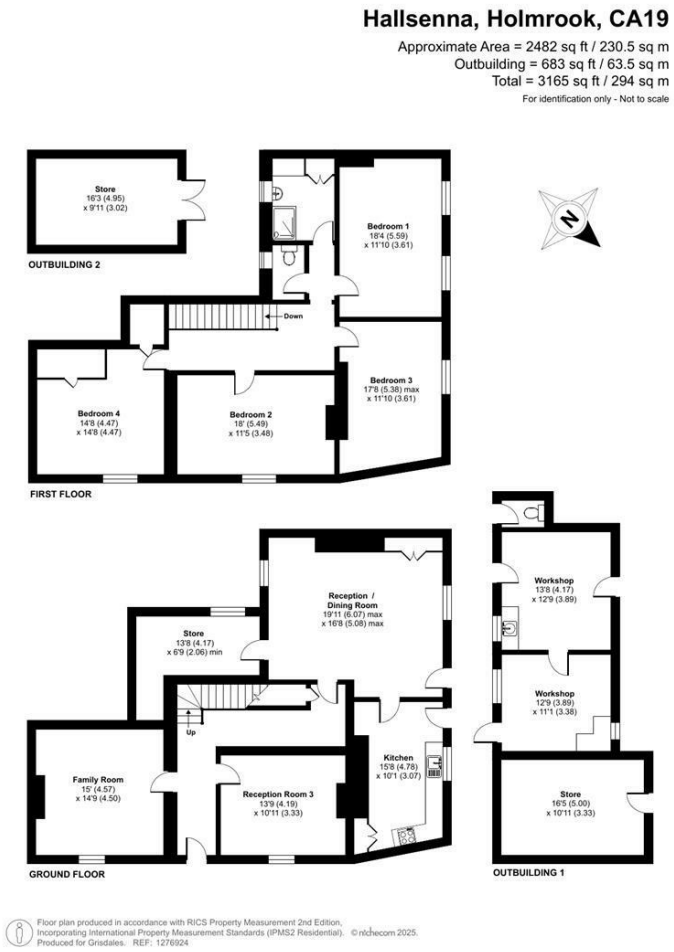 Hallsenna, Holmrook, CA19
Approximate Area = 2482 sq ft / 230.5 sq m
Outbuilding = 683 sq ft / 63.5 sq m
Total = 3165 sq ft / 294 sq m
For identification only - Not to scale
Store
16'3 (4.95)
x 9'11 (3.02)
OUTBUILDING 2
Bedroom 1
18'4 (5.59)
x 11'10 (3.61)
N
Down
Bedroom 3
17'8 (5.38) max
x 11'10 (3.61)
Bedroom 4
14'8 (4.47)
x 14'8 (4.47)
Bedroom 2
18' (5.49)
x 11'5 (3.48)
FIRST FLOOR
Reception /
Dining Room
19'11 (6.07) max
x 16'8 (5.08) max
Store
13'8 (4.17)
x 6'9 (2.06) min
Up
Family Room
15' (4.57)
x 14'9 (4.50)
Reception Room 3
13'9 (4.19)
x 10'11 (3.33)
Kitchen
15'8 (4.78)
x 10'1 (3.07)
GROUND FLOOR
Workshop
13'8 (4.17)
x 12'9 (3.89)
Workshop
12'9 (3.89)
x 11'1 (3.38)
Store
16'5 (5.00)
x 10'11 (3.33)
OUTBUILDING 1
Floor plan produced in accordance with RICS Property Measurement 2nd Edition,
Incorporating International Property Measurement Standards (IPMS2 Residential). © nichecom 2025.
Produced for Grisdales. REF: 1276924